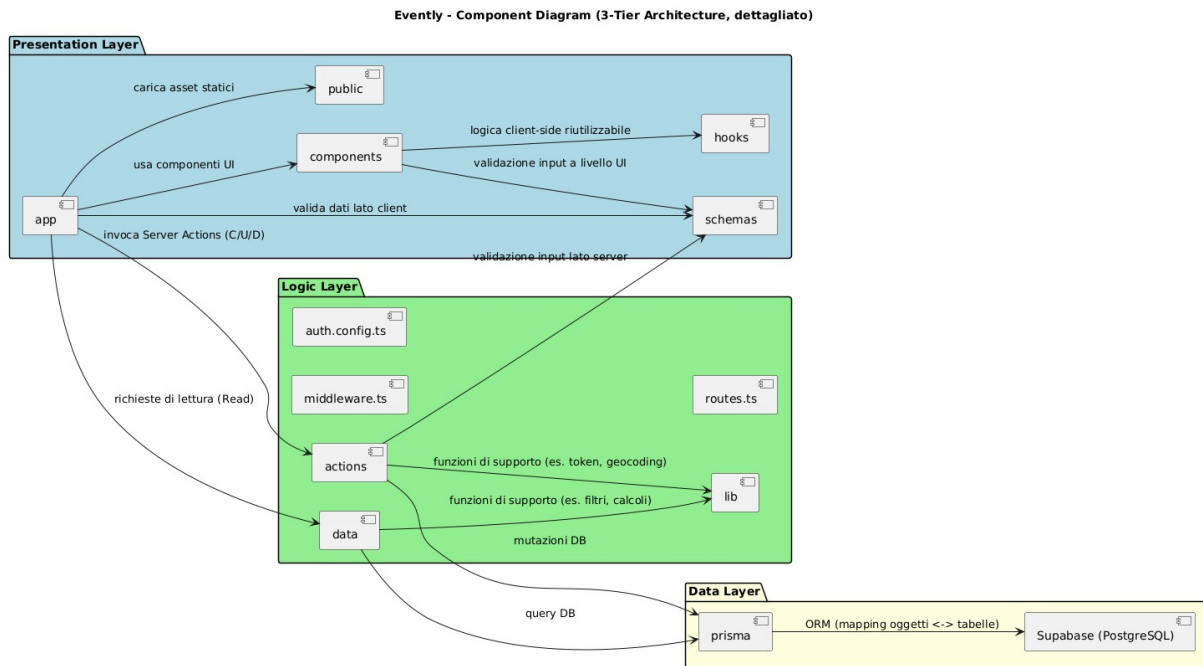 Evently - Component Diagram (3-Tier Architecture, dettagliato)
Presentation Layer
public
carica asset statici
logica client-side riutilizzabile
hooks
components
usa componenti UI
validazione input a livello UI
app
valida dati lato client
schemas
invoca Server Actions (C/U/D)
validazione input lato server
Logic Layer
auth.config.ts
middleware.ts
routes.ts
richieste di lettura (Read)
actions
funzioni di supporto (es. token, geocoding)
lib
funzioni di supporto (es. filtri, calcoli)
data
mutazioni DB
Data Layer
query DB
prisma
ORM (mapping oggetti <-> tabelle)
Supabase (PostgreSQL)